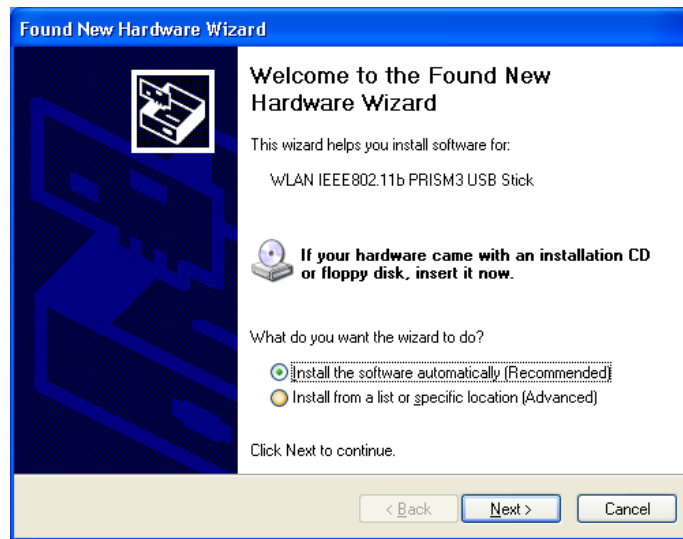 Found New Hardware Wizard
Welcome to the Found New
Hardware Wizard
This wizard helps you install software for:
WLAN IEEE802.11b PRISM3 USB Stick
If your hardware came with an installation CD
or floppy disk, insert it now.
What do you want the wizard to do?
Install the software automatically (Recommended)
Install from a list or specific location (Advanced)
Click Next to continue.
< Back Next > Cancel